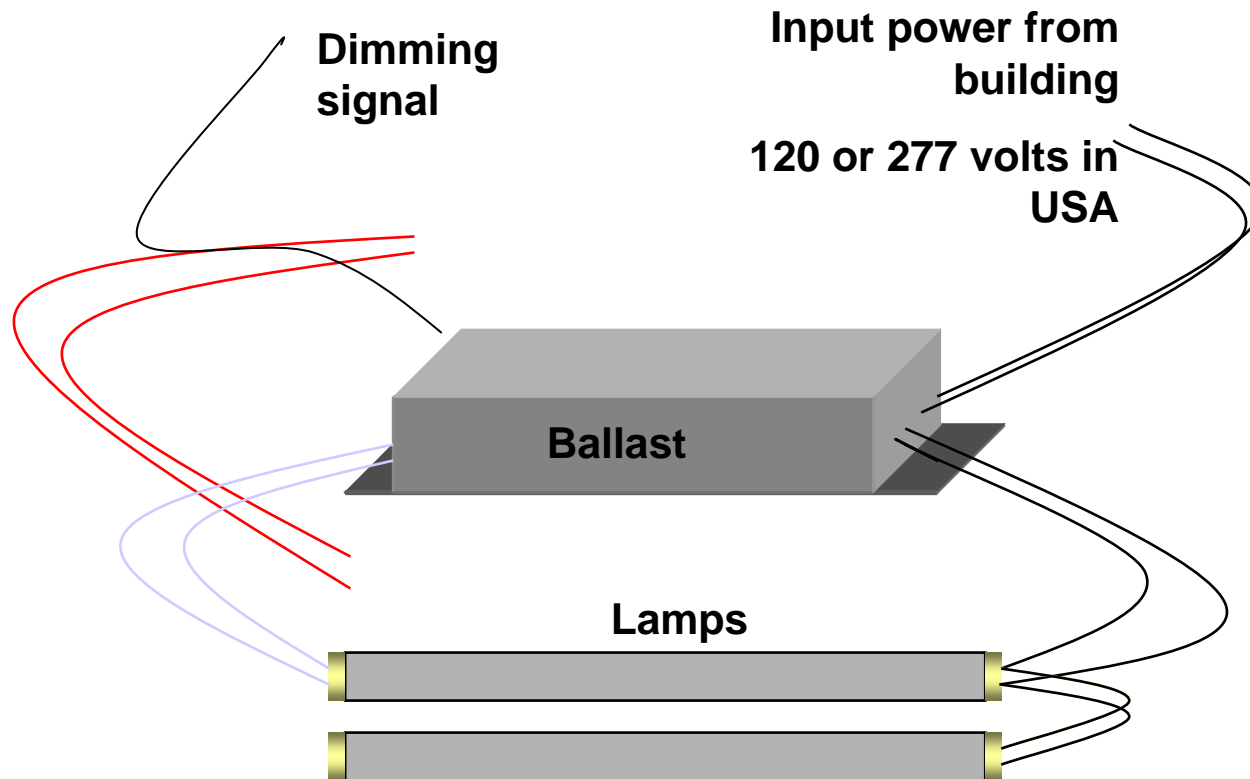 Dimming
signal
Input power from
building
120 or 277 volts in
USA
Ballast
Lamps